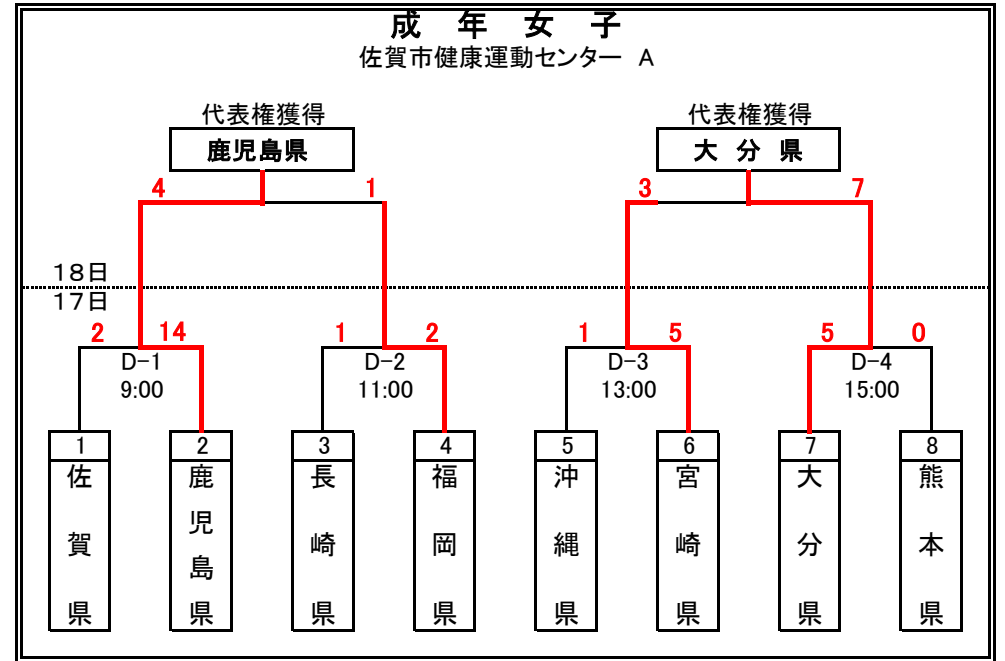 成 年 女 子
佐賀市健康運動センター A
代表権獲得 代表権獲得
鹿児島県 大 分 県
4 1 3 7
18日
17日
2 14 1 2 1 5 5 0
D-1 D-2 D-3 D-4
9:00 11:00 13:00 15:00
1 2 3 4 5 6 7 8
佐賀県
鹿児島県
長崎県
福岡県
沖縄県
宮崎県
大分県
熊本県